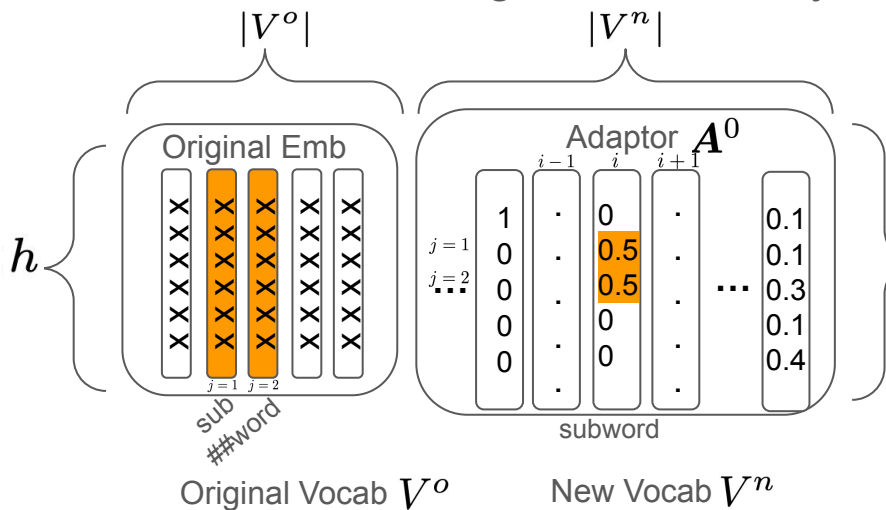 |V^o| |V^n|
Original Emb
Adaptor A^0
i − 1 i i + 1
h
X X X X X
X X X X X
X X X X X
X X X X X
X X X X X
X X X X X
1 . 0 . 0.1
j = 1 0 . 0.5 . 0.1
j = 2 ... 0 . 0.5 . ... 0.3
0 . 0 . 0.1
0 . 0 . 0.4
j = 1 j = 2
sub
##word
subword
Original Vocab V^o
New Vocab V^n